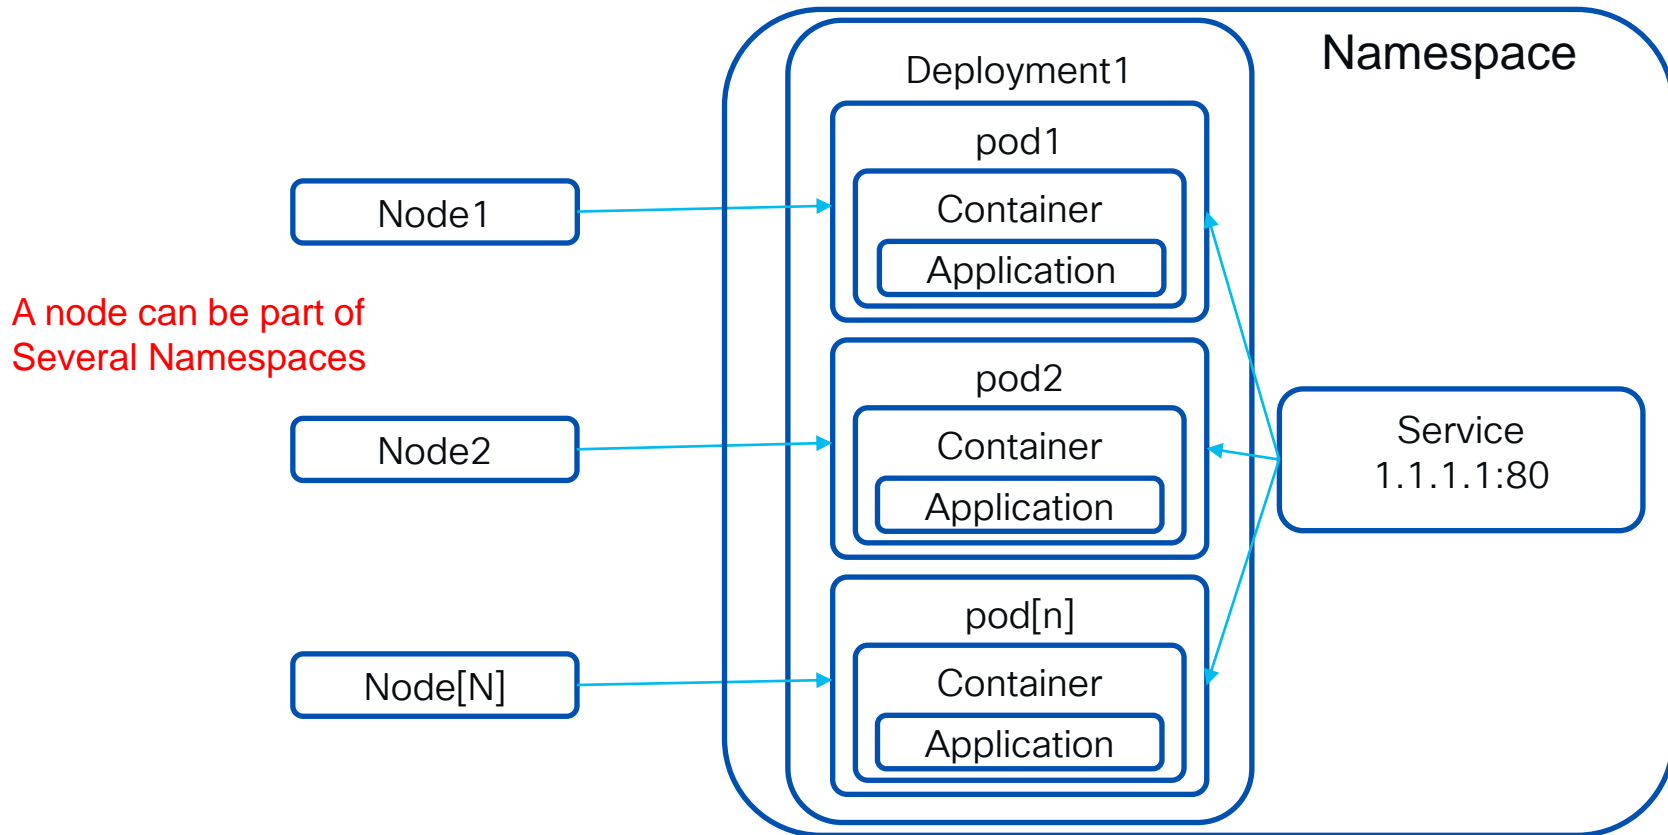 Namespace
Deployment1
pod1
Container
Application
Node1
A node can be part of
Several Namespaces
pod2
Container
Application
Node2
Service
1.1.1.1:80
pod[n]
Container
Application
Node[N]